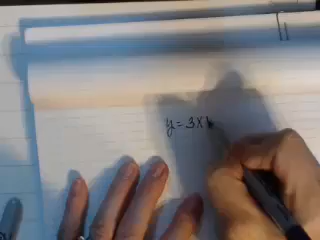 y = 3x